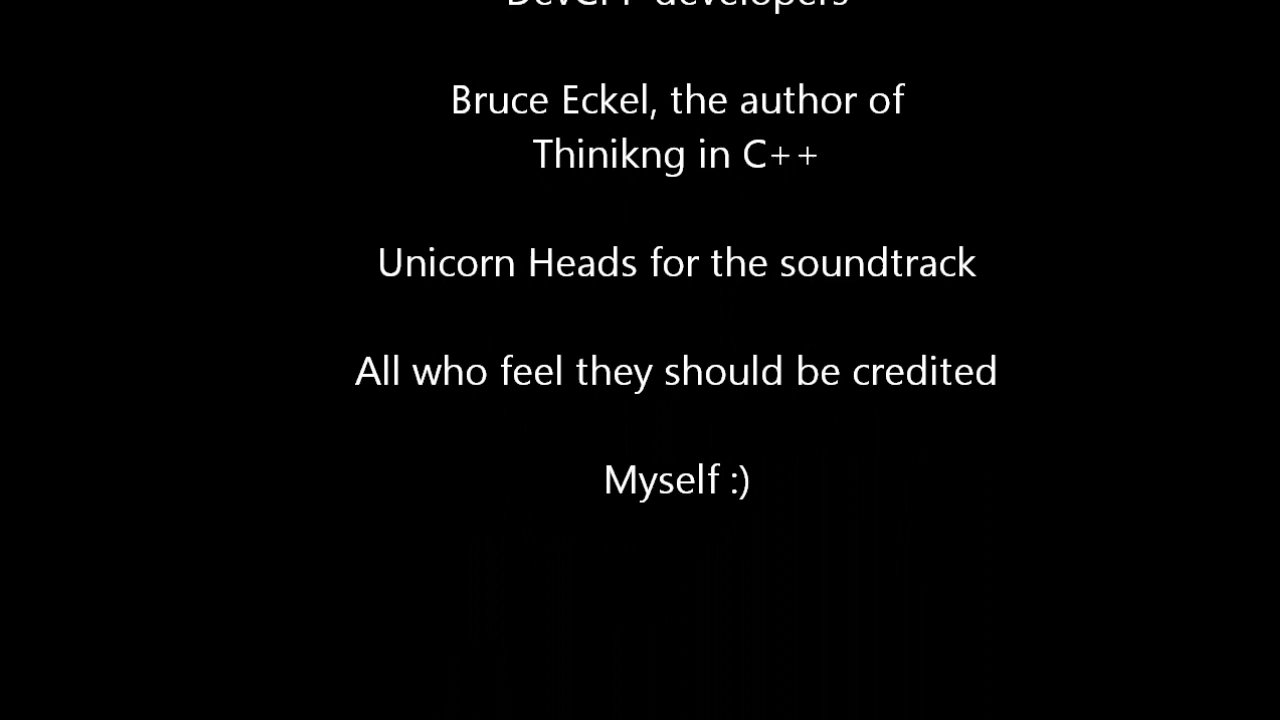 developers
Bruce Eckel, the author of
Thinikng in C++
Unicorn Heads for the soundtrack
All who feel they should be credited
Myself :)